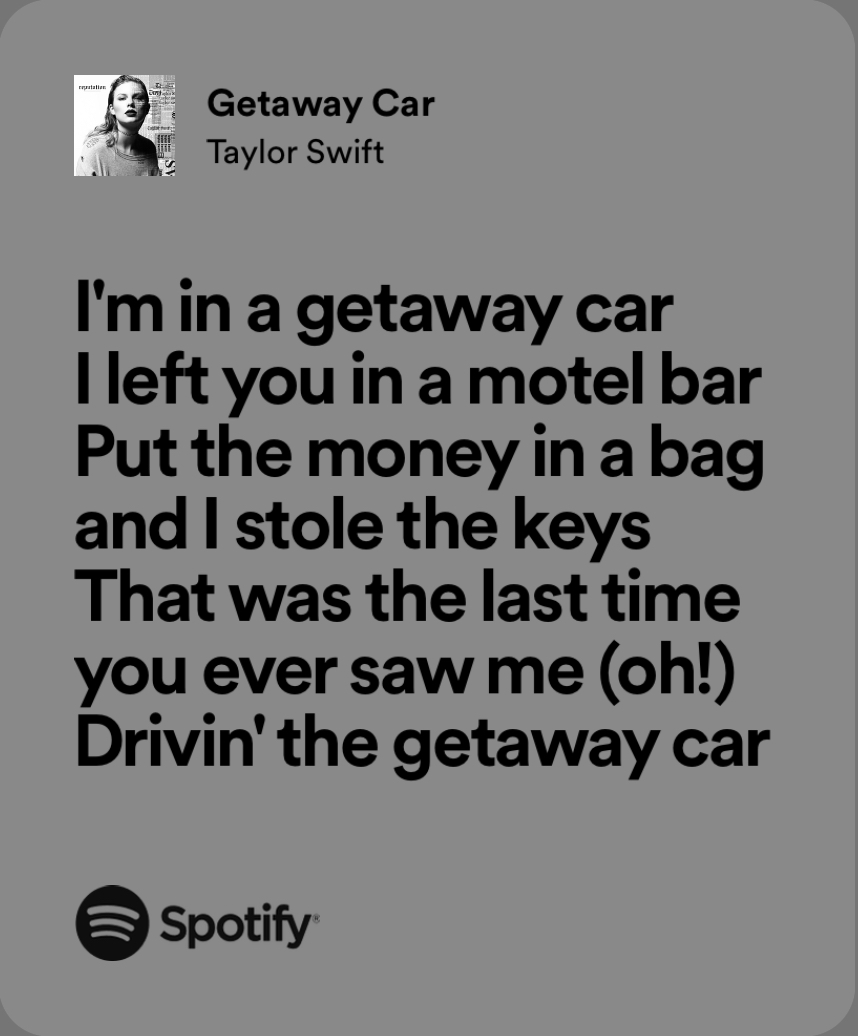 reputation
Getaway Car
Taylor Swift
I'm in a getaway car
I left you in a motel bar
Put the money in a bag
and I stole the keys
That was the last time
you ever saw me (oh!)
Drivin' the getaway car
Spotify®